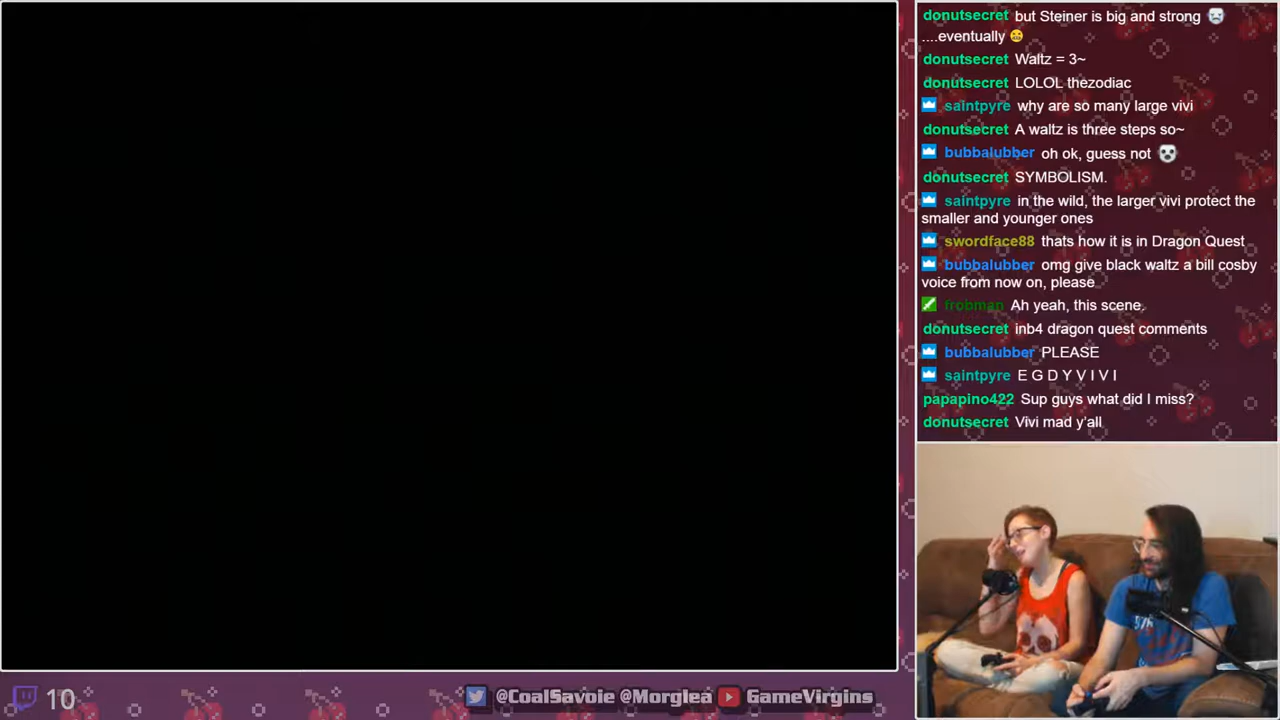 donutsecret but Steiner is big and strong
....eventually
donutsecret Waltz = 3~
donutsecret LOLOL thezodiac
saintpyre why are so many large vivi
donutsecret A waltz is three steps so~
bubbalubber oh ok, guess not
donutsecret SYMBOLISM.
saintpyre in the wild, the larger vivi protect the
smaller and younger ones
swordface88 thats how it is in Dragon Quest
bubbalubber omg give black waltz a bill cosby
voice from now on, please
frobman Ah yeah, this scene.
donutsecret inb4 dragon quest comments
bubbalubber PLEASE
saintpyre E G D Y V I V I
papapino422 Sup guys what did I miss?
donutsecret Vivi mad y'all
10
@CoalSavoie @Morglea GameVirgins